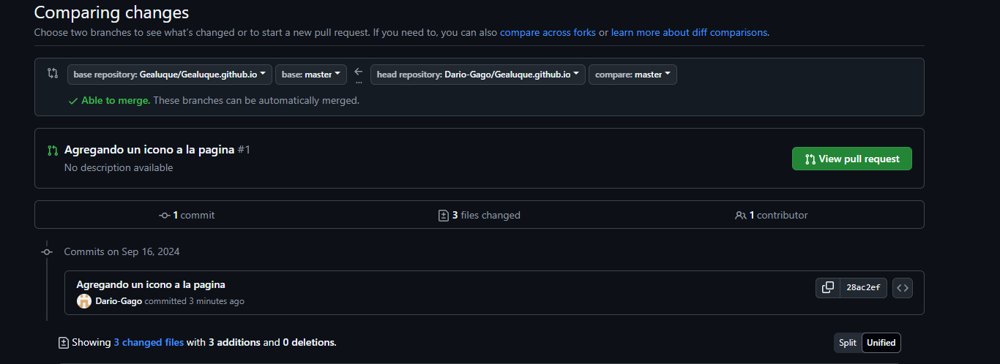 Comparing changes
Choose two branches to see what's changed or to start a new pull request. If you need to, you can also compare across forks or learn more about diff comparisons.
base repository: Gealuque/Gealuque.github.io base: master ... head repository: Dario-Gago/Gealuque.github.io compare: master
Able to merge. These branches can be automatically merged.
Agregando un icono a la pagina #1
No description available
View pull request
1 commit 3 files changed 1 contributor
Commits on Sep 16, 2024
Agregando un icono a la pagina
Dario-Gago committed 3 minutes ago
28ac2ef
Showing 3 changed files with 3 additions and 0 deletions.
Split Unified